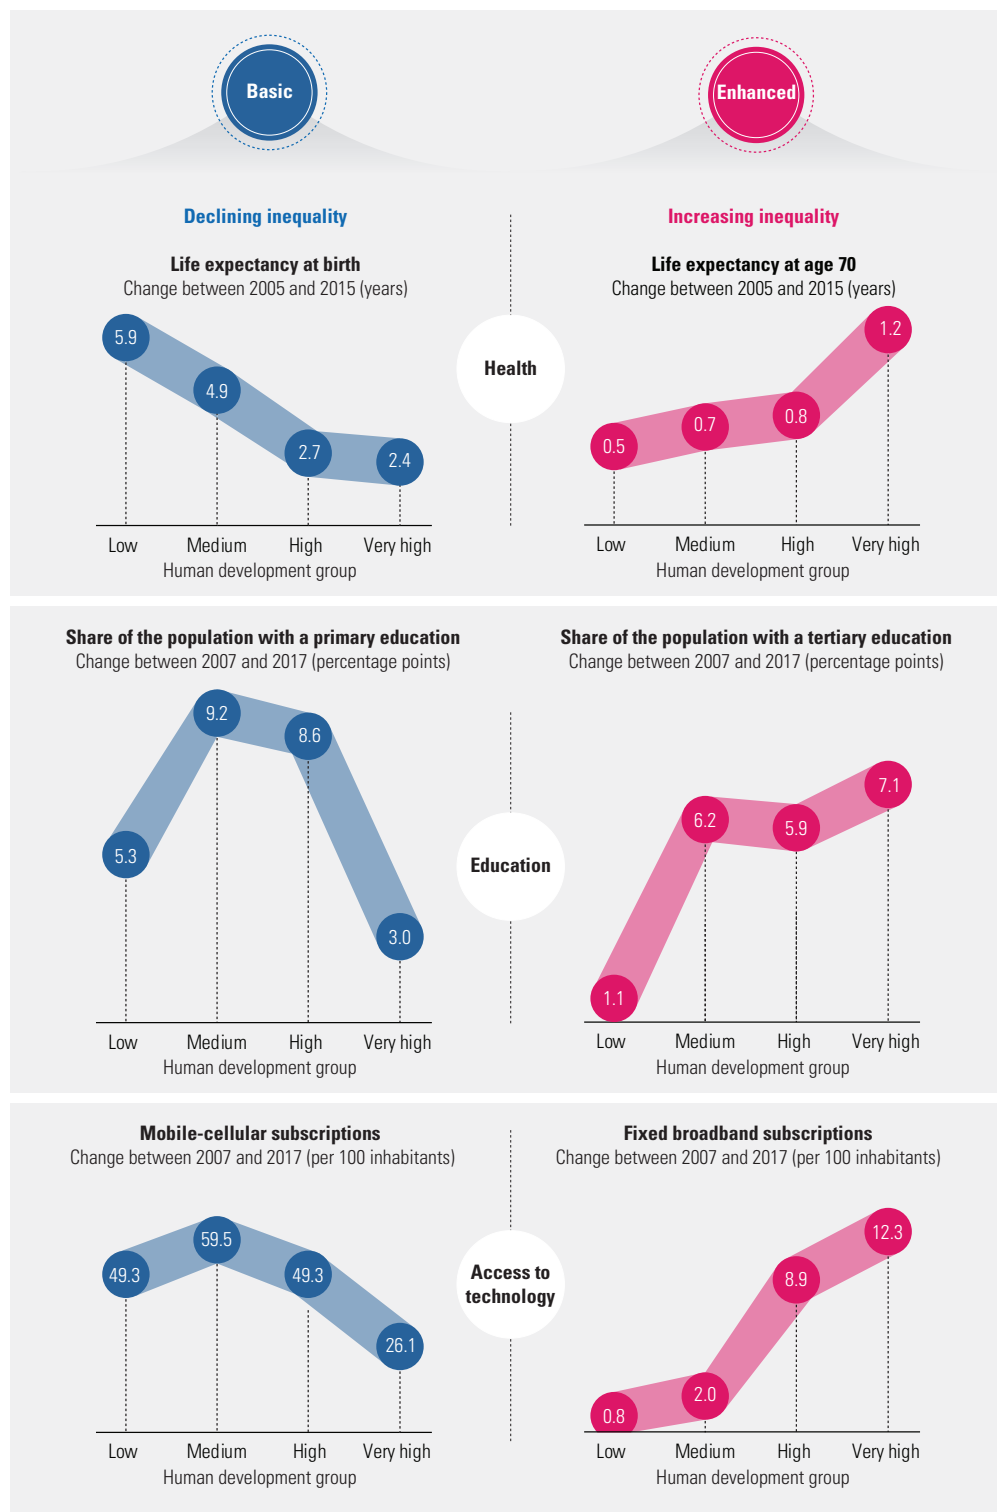 Basic
Enhanced
Declining inequality
Increasing inequality
Life expectancy at birth
Change between 2005 and 2015 (years)
5.9
4.9
2.7
2.4
Low Medium High Very high
Human development group
Health
Life expectancy at age 70
Change between 2005 and 2015 (years)
0.5
0.7
0.8
1.2
Low Medium High Very high
Human development group
Share of the population with a primary education
Change between 2007 and 2017 (percentage points)
5.3
9.2
8.6
3.0
Low Medium High Very high
Human development group
Education
Share of the population with a tertiary education
Change between 2007 and 2017 (percentage points)
1.1
6.2
5.9
7.1
Low Medium High Very high
Human development group
Mobile-cellular subscriptions
Change between 2007 and 2017 (per 100 inhabitants)
49.3
59.5
49.3
26.1
Low Medium High Very high
Human development group
Access to
technology
Fixed broadband subscriptions
Change between 2007 and 2017 (per 100 inhabitants)
0.8
2.0
8.9
12.3
Low Medium High Very high
Human development group